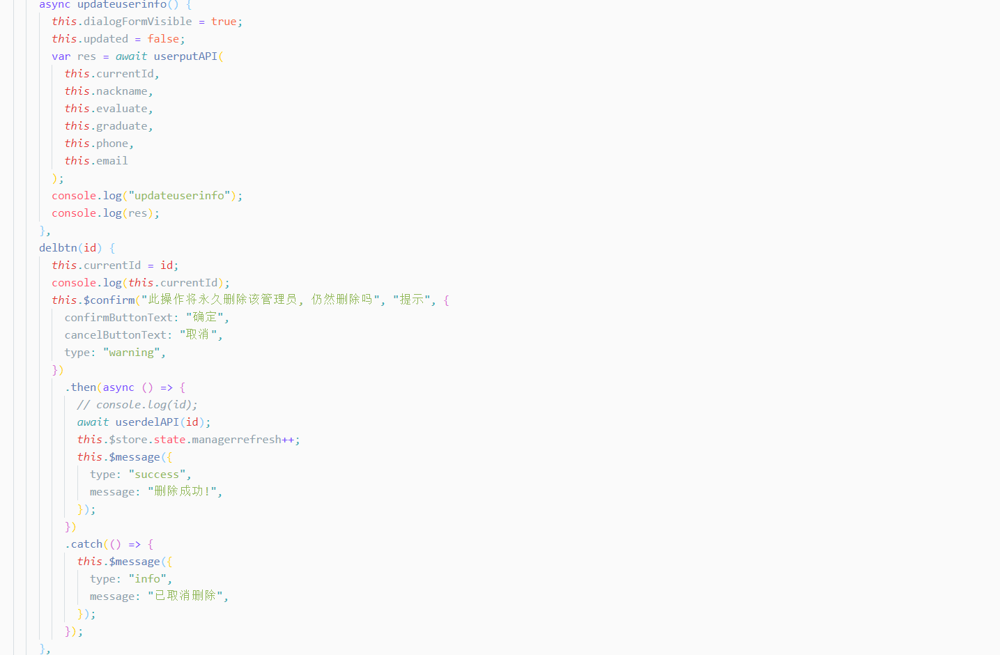 async updateuserinfo() {
this.dialogFormVisible = true;
this.updated = false;
var res = await userputAPI(
this.currentId,
this.nackname,
this.evaluate,
this.graduate,
this.phone,
this.email
);
console.log("updateuserinfo");
console.log(res);
},
delbtn(id) {
this.currentId = id;
console.log(this.currentId);
this.$confirm("此操作将永久删除该管理员, 仍然删除吗", "提示", {
confirmButtonText: "确定",
cancelButtonText: "取消",
type: "warning",
})
.then(async () => {
// console.log(id);
await userdelAPI(id);
this.$store.state.managerrefresh++;
this.$message({
type: "success",
message: "删除成功!",
});
})
.catch(() => {
this.$message({
type: "info",
message: "已取消删除",
});
});
},